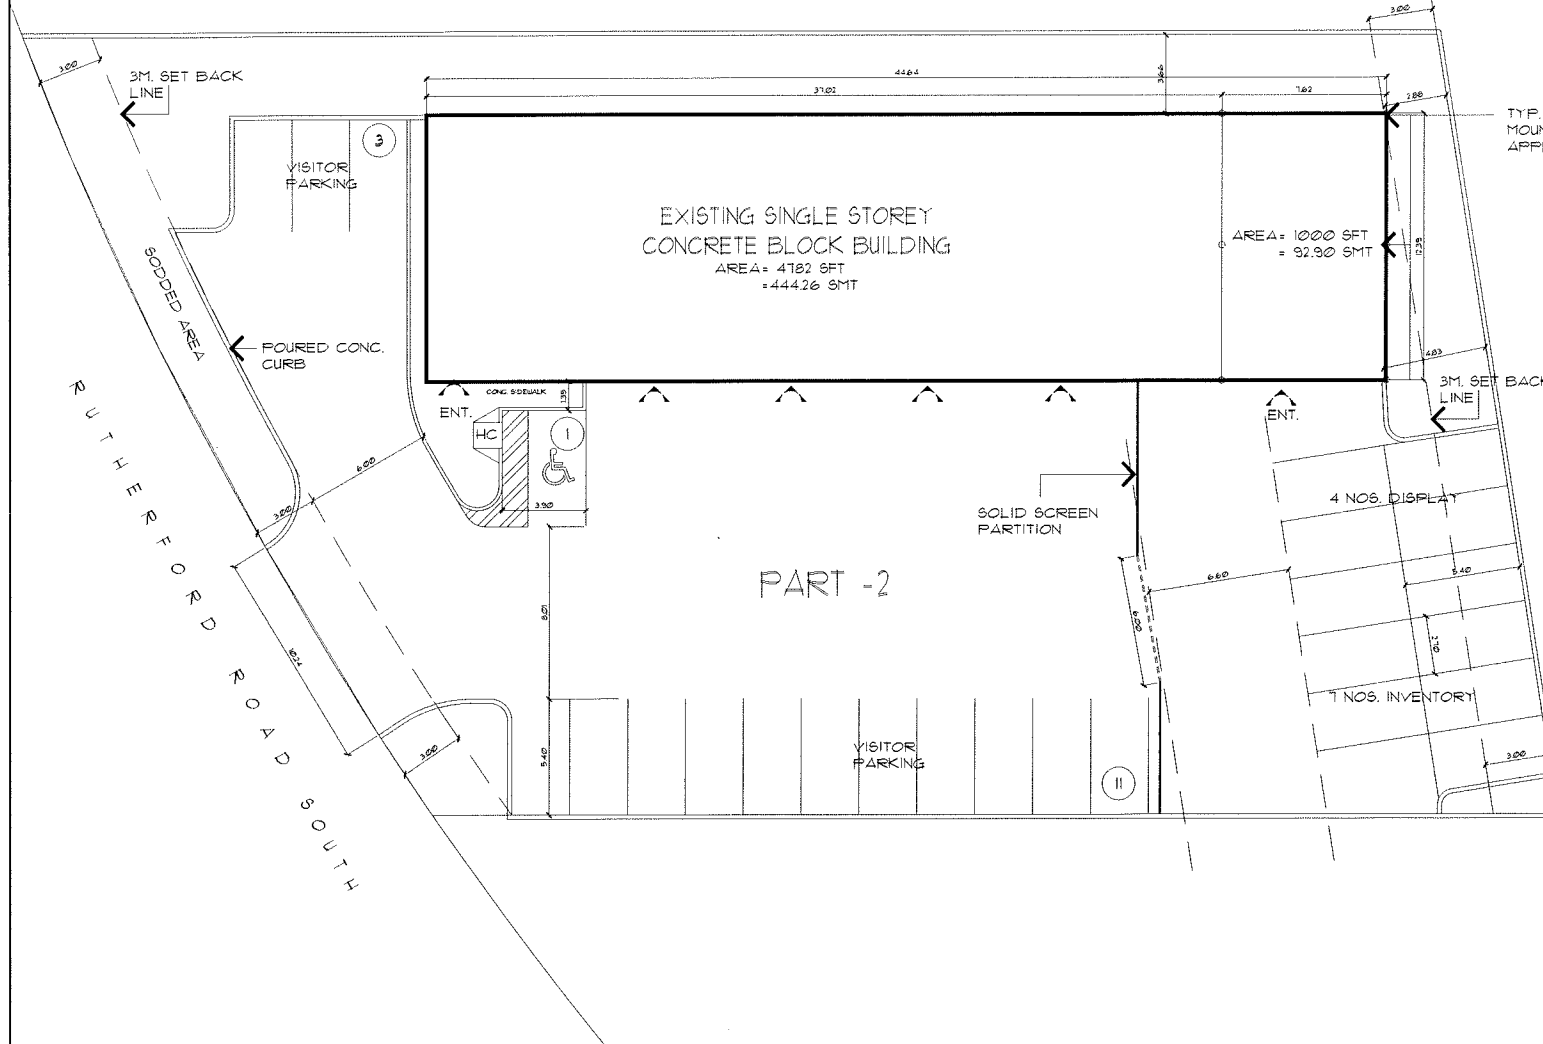 3.00
3.00
3M. SET BACK
LINE
44.64
3.66
37.02
7.62
2.88
TYP.
3
VISITOR
PARKING
EXISTING SINGLE STOREY
CONCRETE BLOCK BUILDING
AREA= 4782 SFT
=444.26 SMT
AREA= 1000 SFT
= 92.90 SMT
12.39
SODDED AREA
POURED CONC.
CURB
4.83
3M. SET BACK
LINE
CONC. SIDEWALK
ENT.
ENT.
HC
1
RUTHERFORD ROAD SOUTH
6.00
3.00
3.90
SOLID SCREEN
PARTITION
4 NOS. DISPLAY
PART -2
6.60
5.40
6.00
8.01
2.70
7 NOS. INVENTORY
VISITOR
PARKING
3.00
5.40
3.00
11